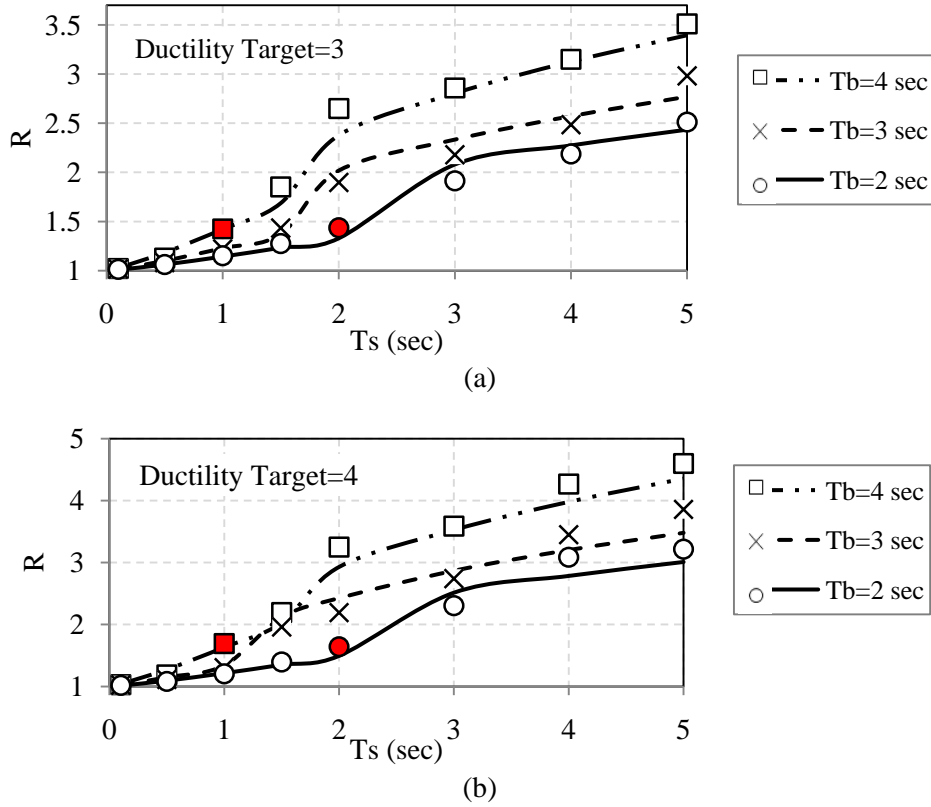 3.5
3
2.5
2
1.5
1
R
Ductility Target=3
0 1 2 3 4 5
Ts (sec)
Tb=4 sec
Tb=3 sec
Tb=2 sec
(a)
5
4
3
2
1
R
Ductility Target=4
0 1 2 3 4 5
Ts (sec)
Tb=4 sec
Tb=3 sec
Tb=2 sec
(b)